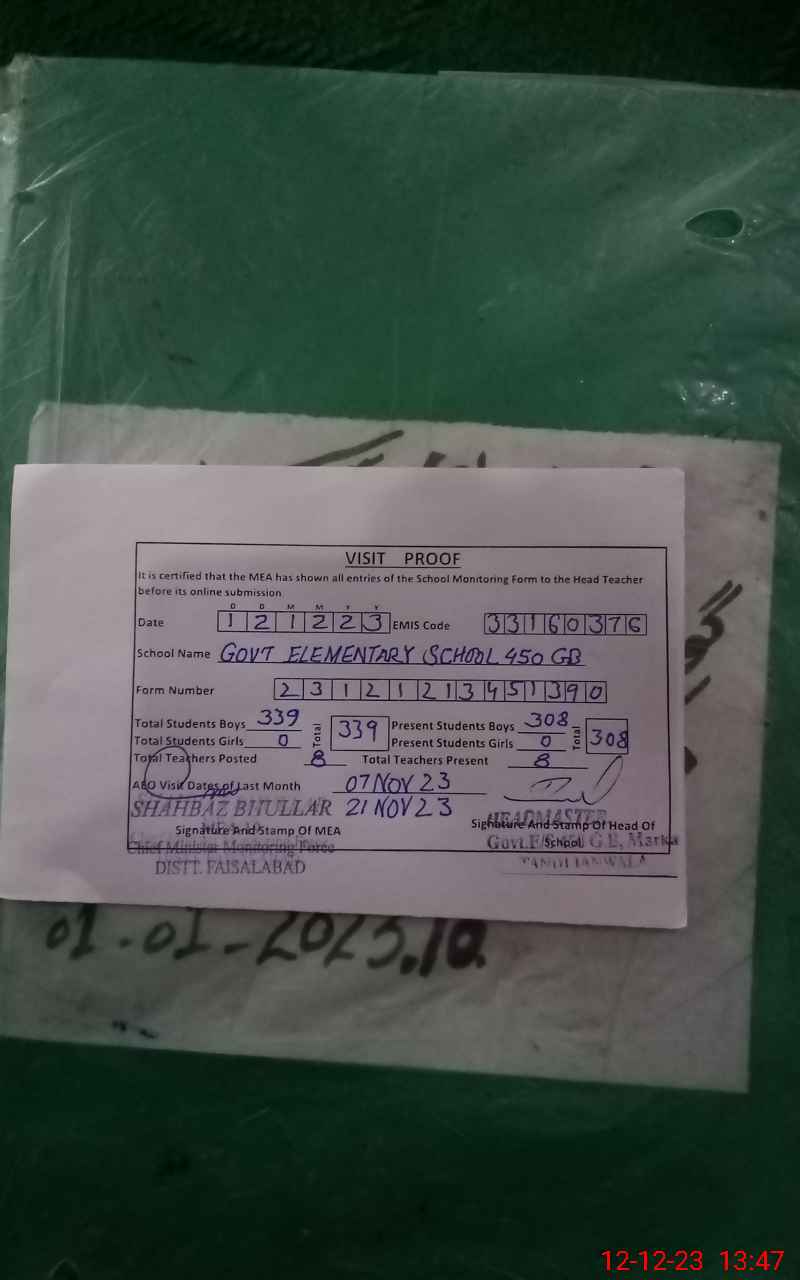 VISIT PROOF
It is certified that the MEA has shown all entries of the School Monitoring Form to the Head Teacher
before its online submission
D D M M Y Y
Date 1 2 1 2 2 3 EMIS Code 3 3 1 6 0 3 7 6
School Name GOVT ELEMENTARY SCHOOL 450 GB
Form Number 2 3 1 2 1 2 1 3 4 5 1 3 9 0
Total Students Boys 339 Total 339 Present Students Boys 308 Total 308
Total Students Girls 0 Present Students Girls 0
Total Teachers Posted 8 Total Teachers Present 8
AEO Visit Dates of Last Month 07 NOV 23
SHAHBAZ BHULLAR 21 NOV 23 HEADMASTER
Signature And Stamp Of MEA Signature And Stamp Of Head Of School
Chief Minister Monitoring Force Govt. G.B, Marka
DISTT. FAISALABAD
01-01-2023
12-12-23 13:47